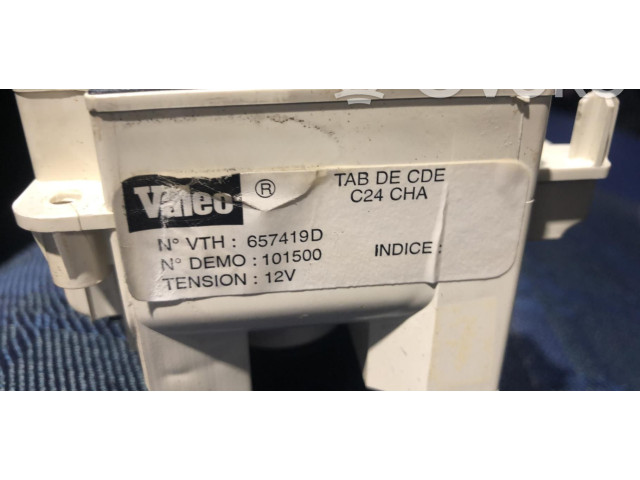 Valeo ®
TAB DE CDE
C24 CHA
N° VTH : 657419D
N° DEMO : 101500
INDICE :
TENSION : 12V